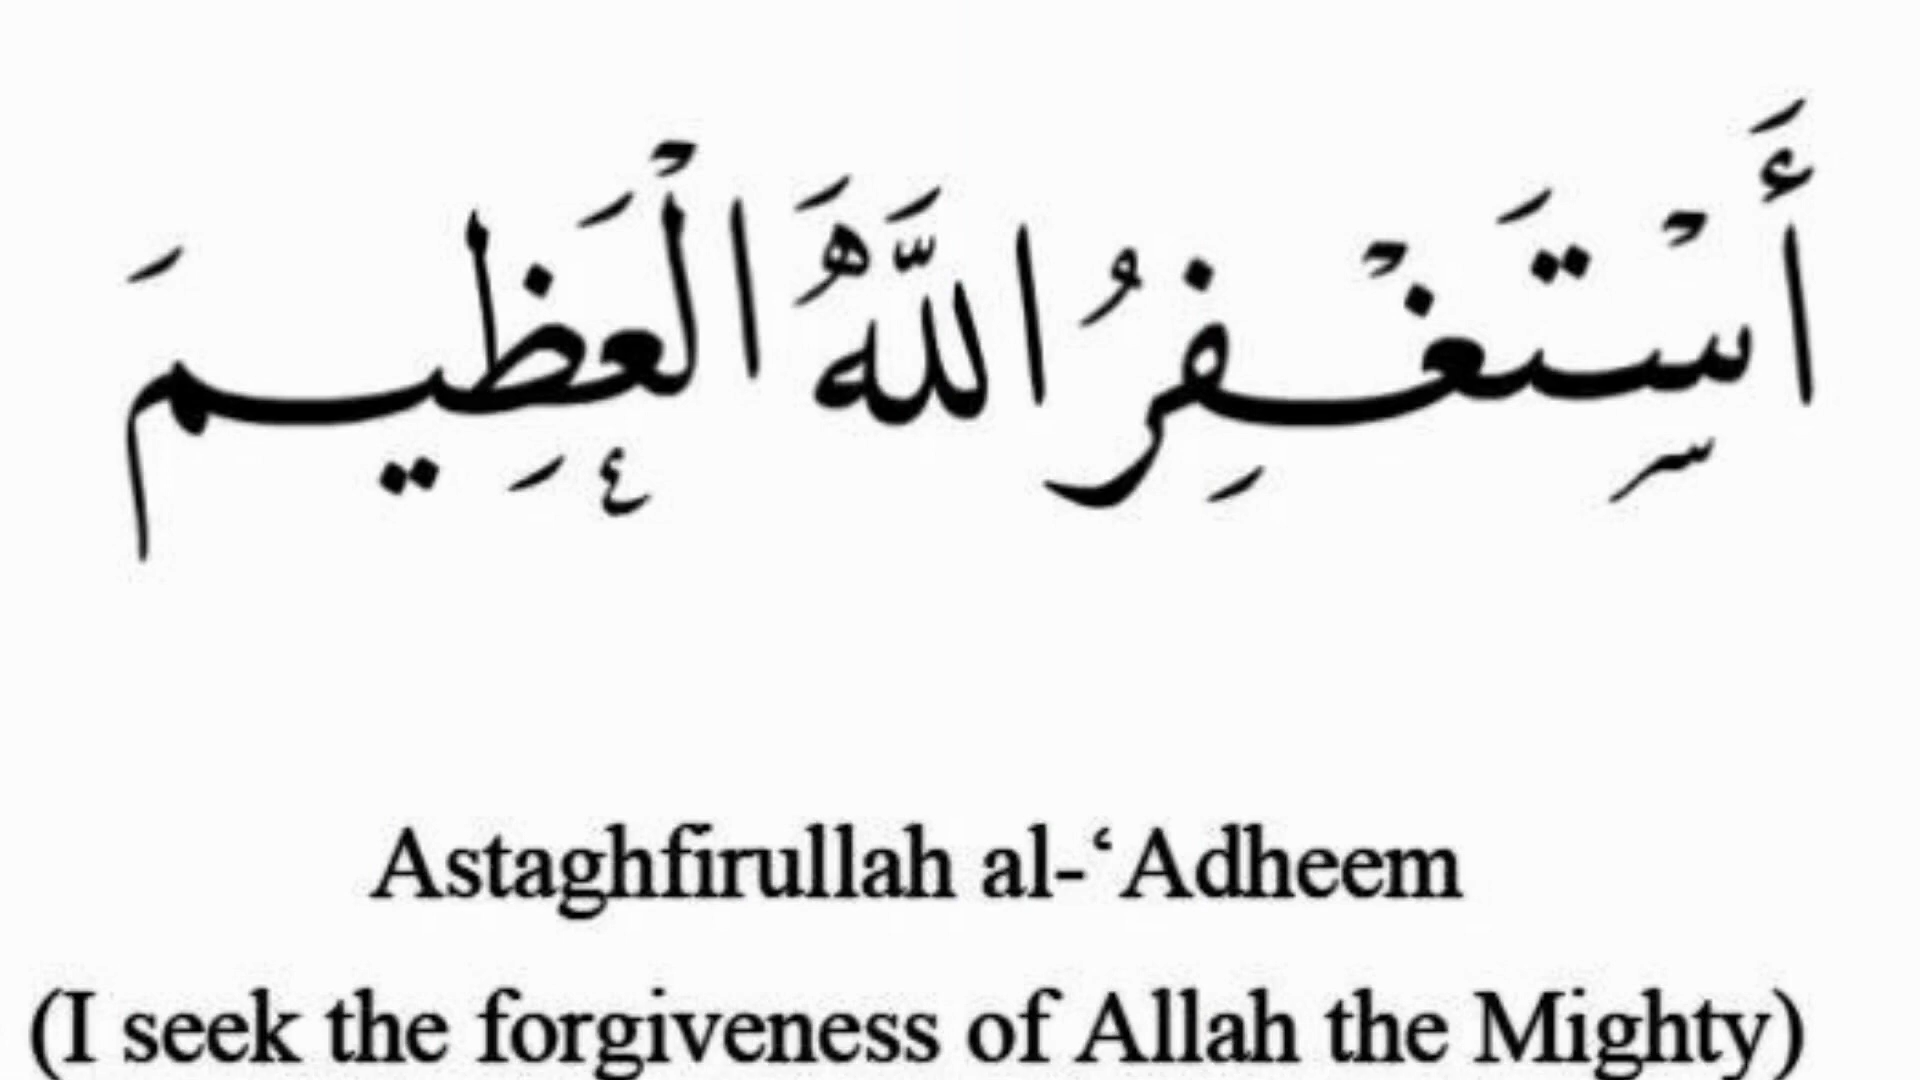 أَسْتَغْفِرُ اللَّهَ الْعَظِيمَ
Astaghfirullah al-‘Adheem
(I seek the forgiveness of Allah the Mighty)